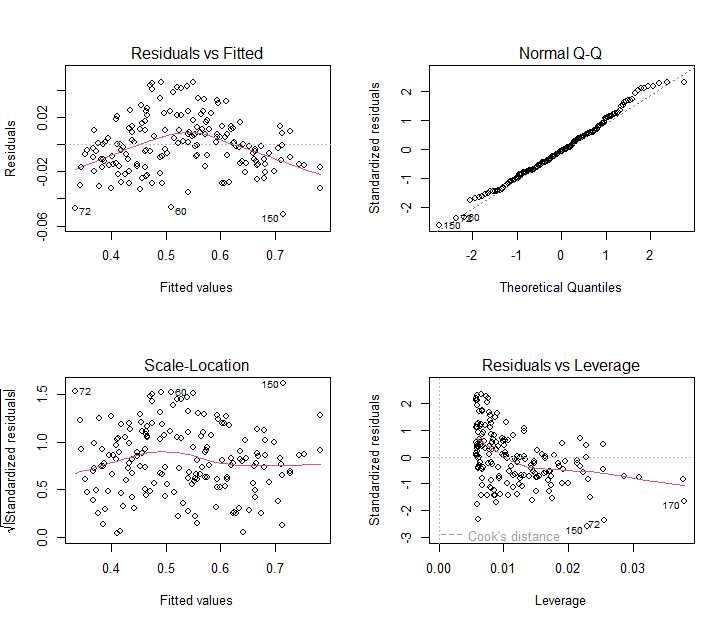 Residuals vs Fitted
Residuals
-0.06
-0.02
0.02
72
60
150
0.4 0.5 0.6 0.7
Fitted values
Normal Q-Q
Standardized residuals
-2 -1 0 1 2
150
60
-2 -1 0 1 2
Theoretical Quantiles
Scale-Location
√|Standardized residuals|
0.0 0.5 1.0 1.5
72
60
150
0.4 0.5 0.6 0.7
Fitted values
Residuals vs Leverage
Standardized residuals
-3 -2 -1 0 1 2
Cook's distance
150
72
170
0.00 0.01 0.02 0.03
Leverage